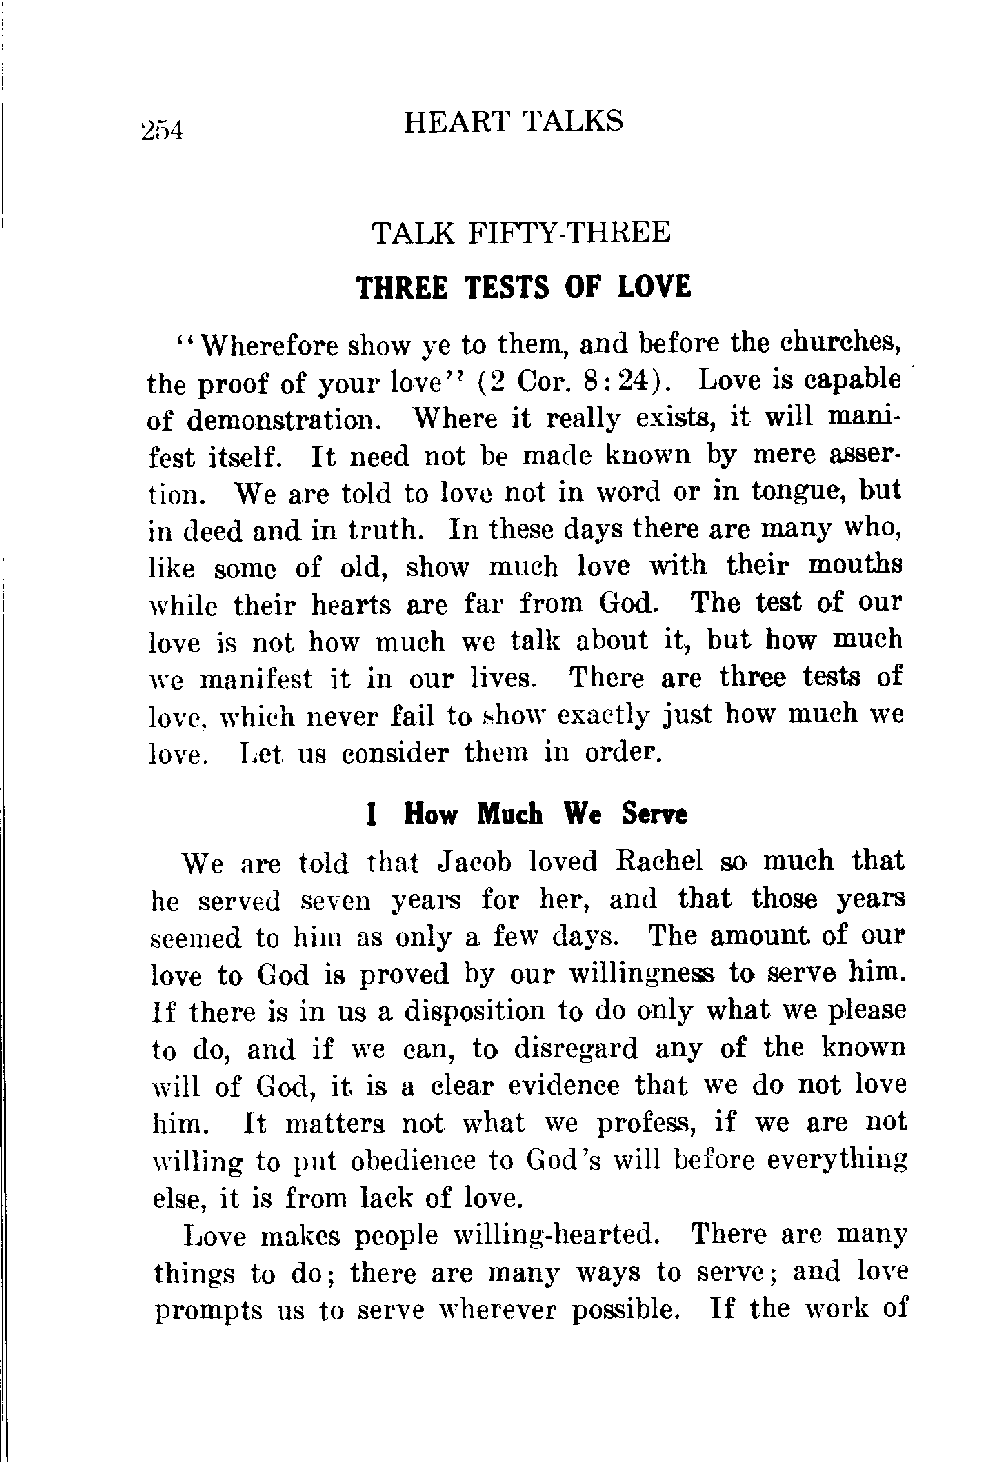 254 HEART TALKS
TALK FIFTY-THREE
THREE TESTS OF LOVE
"Wherefore show ye to them, and before the churches,
the proof of your love" (2 Cor. 8:24). Love is capable
of demonstration. Where it really exists, it will mani-
fest itself. It need not be made known by mere asser-
tion. We are told to love not in word or in tongue, but
in deed and in truth. In these days there are many who,
like some of old, show much love with their mouths
while their hearts are far from God. The test of our
love is not how much we talk about it, but how much
we manifest it in our lives. There are three tests of
love, which never fail to show exactly just how much we
love. Let us consider them in order.
I How Much We Serve
We are told that Jacob loved Rachel so much that
he served seven years for her, and that those years
seemed to him as only a few days. The amount of our
love to God is proved by our willingness to serve him.
If there is in us a disposition to do only what we please
to do, and if we can, to disregard any of the known
will of God, it is a clear evidence that we do not love
him. It matters not what we profess, if we are not
willing to put obedience to God's will before everything
else, it is from lack of love.
Love makes people willing-hearted. There are many
things to do; there are many ways to serve; and love
prompts us to serve wherever possible. If the work of